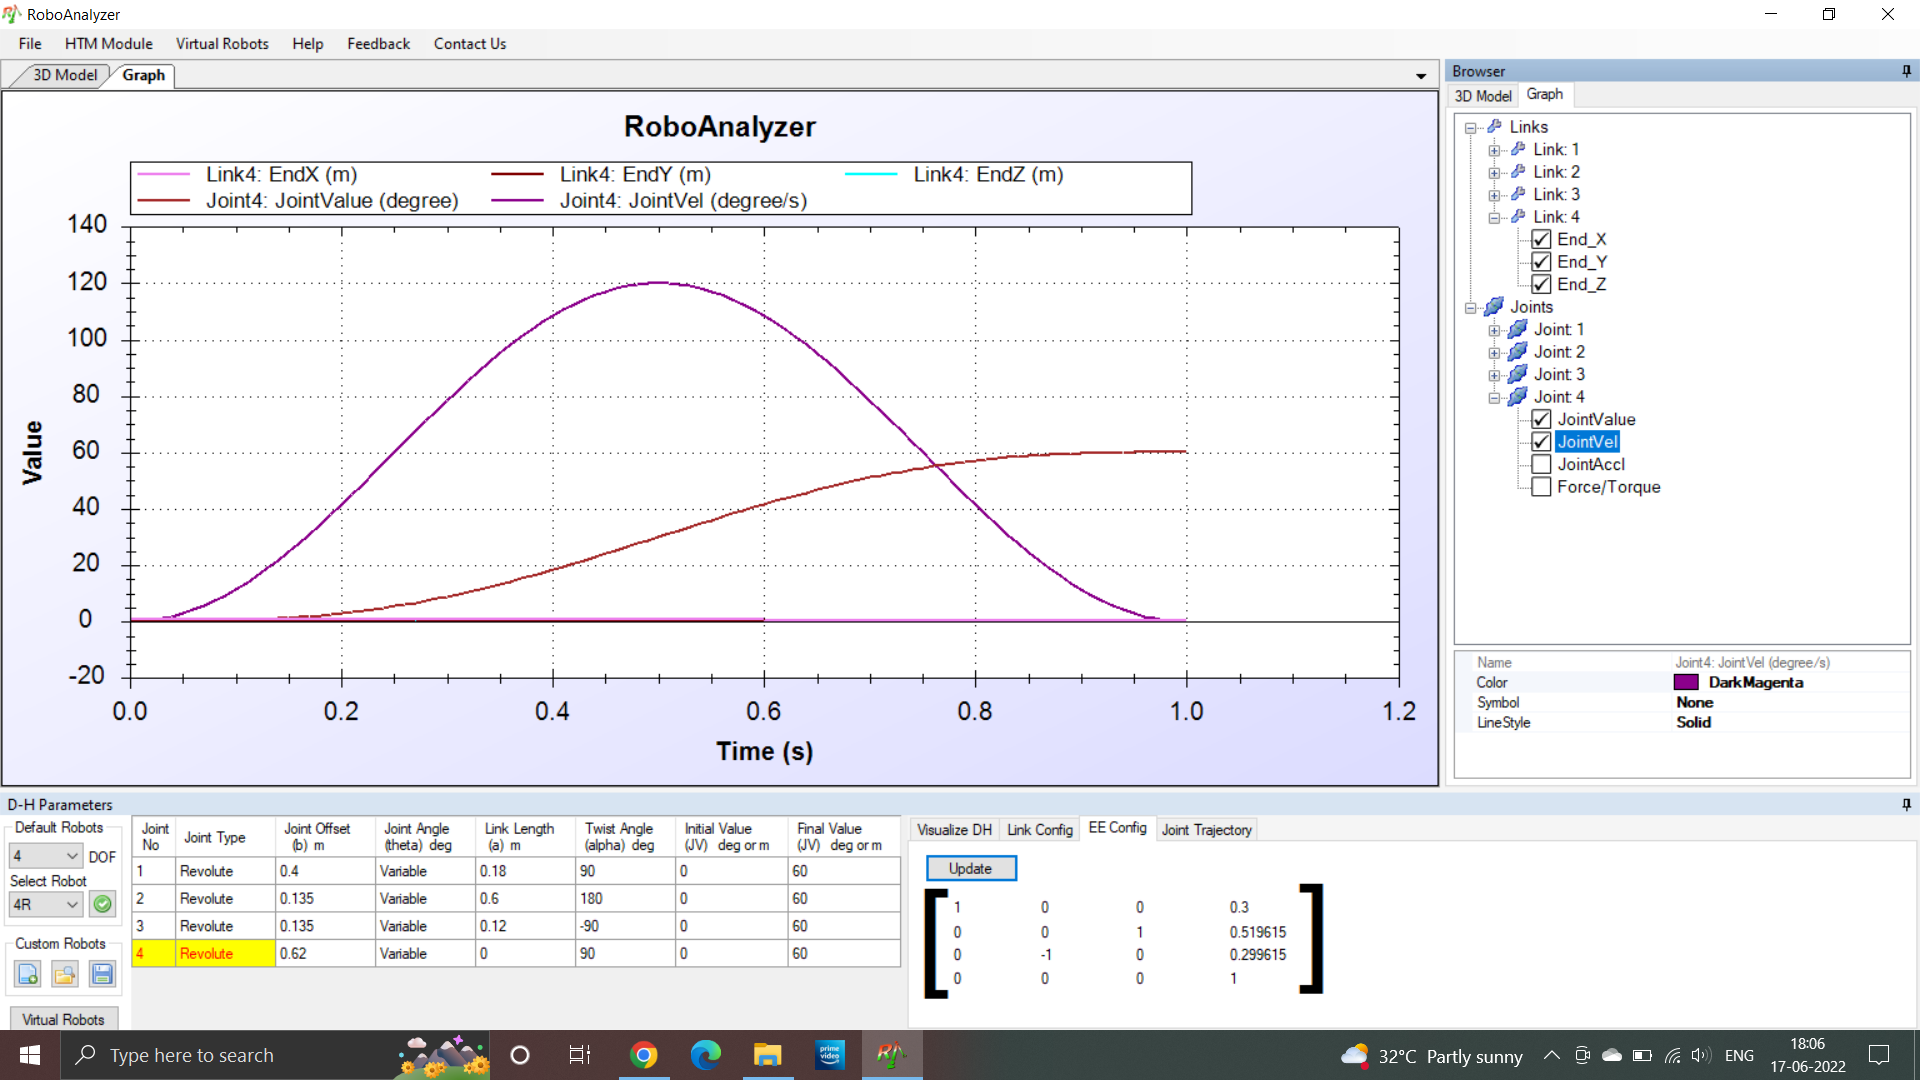 RoboAnalyzer
File HTM Module Virtual Robots Help Feedback Contact Us
3D Model Graph
RoboAnalyzer
Link4: EndX (m) Link4: EndY (m) Link4: EndZ (m)
Joint4: JointValue (degree) Joint4: JointVel (degree/s)
140
120
100
80
60
40
20
0
-20
Value
0.0 0.2 0.4 0.6 0.8 1.0 1.2
Time (s)
Browser
3D Model Graph
Links
Link: 1
Link: 2
Link: 3
Link: 4
End_X
End_Y
End_Z
Joints
Joint: 1
Joint: 2
Joint: 3
Joint: 4
JointValue
JointVel
JointAccl
Force/Torque
Name Joint4: JointVel (degree/s)
Color DarkMagenta
Symbol None
LineStyle Solid
D-H Parameters
Default Robots
4 DOF
Select Robot
4R
Custom Robots
Virtual Robots
Joint No Joint Type Joint Offset (b) m Joint Angle (theta) deg Link Length (a) m Twist Angle (alpha) deg Initial Value (JV) deg or m Final Value (JV) deg or m
1 Revolute 0.4 Variable 0.18 90 0 60
2 Revolute 0.135 Variable 0.6 180 0 60
3 Revolute 0.135 Variable 0.12 -90 0 60
4 Revolute 0.62 Variable 0 90 0 60
Visualize DH Link Config EE Config Joint Trajectory
Update
1 0 0 0.3
0 0 1 0.519615
0 -1 0 0.299615
0 0 0 1
Type here to search
prime video
32°C Partly sunny
ENG
18:06
17-06-2022